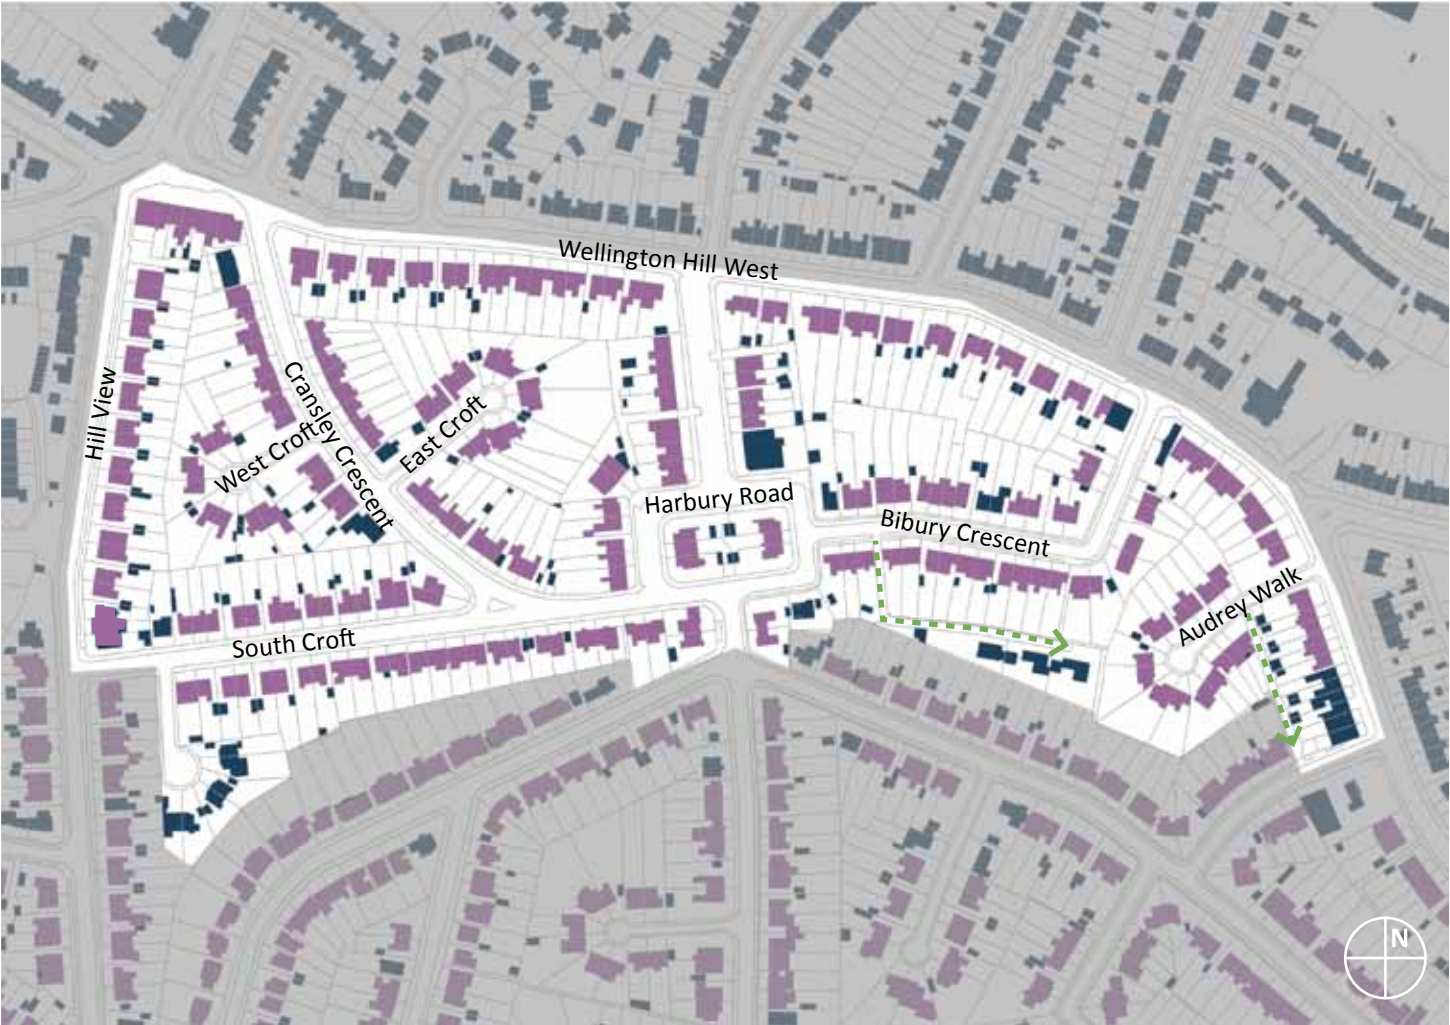 Wellington Hill West
Hill View
Cransley Crescent
West Croft
East Croft
Harbury Road
Bibury Crescent
Audrey Walk
South Croft
N